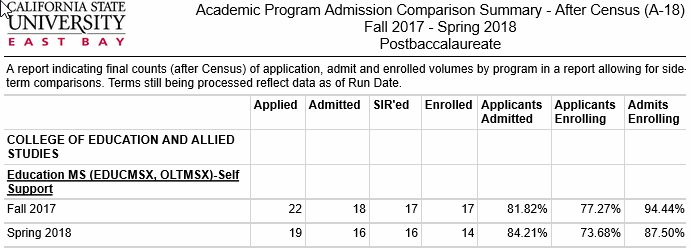 CALIFORNIA STATE
UNIVERSITY
EAST BAY
Academic Program Admission Comparison Summary - After Census (A-18)
Fall 2017 - Spring 2018
Postbaccalaureate
A report indicating final counts (after Census) of application, admit and enrolled volumes by program in a report allowing for side-
term comparisons. Terms still being processed reflect data as of Run Date.
Applied Admitted SIR'ed Enrolled Applicants Applicants Admits
Admitted Enrolling Enrolling
COLLEGE OF EDUCATION AND ALLIED
STUDIES
Education MS (EDUCMSX, OLTMSX)-Self
Support
Fall 2017 22 18 17 17 81.82% 77.27% 94.44%
Spring 2018 19 16 16 14 84.21% 73.68% 87.50%